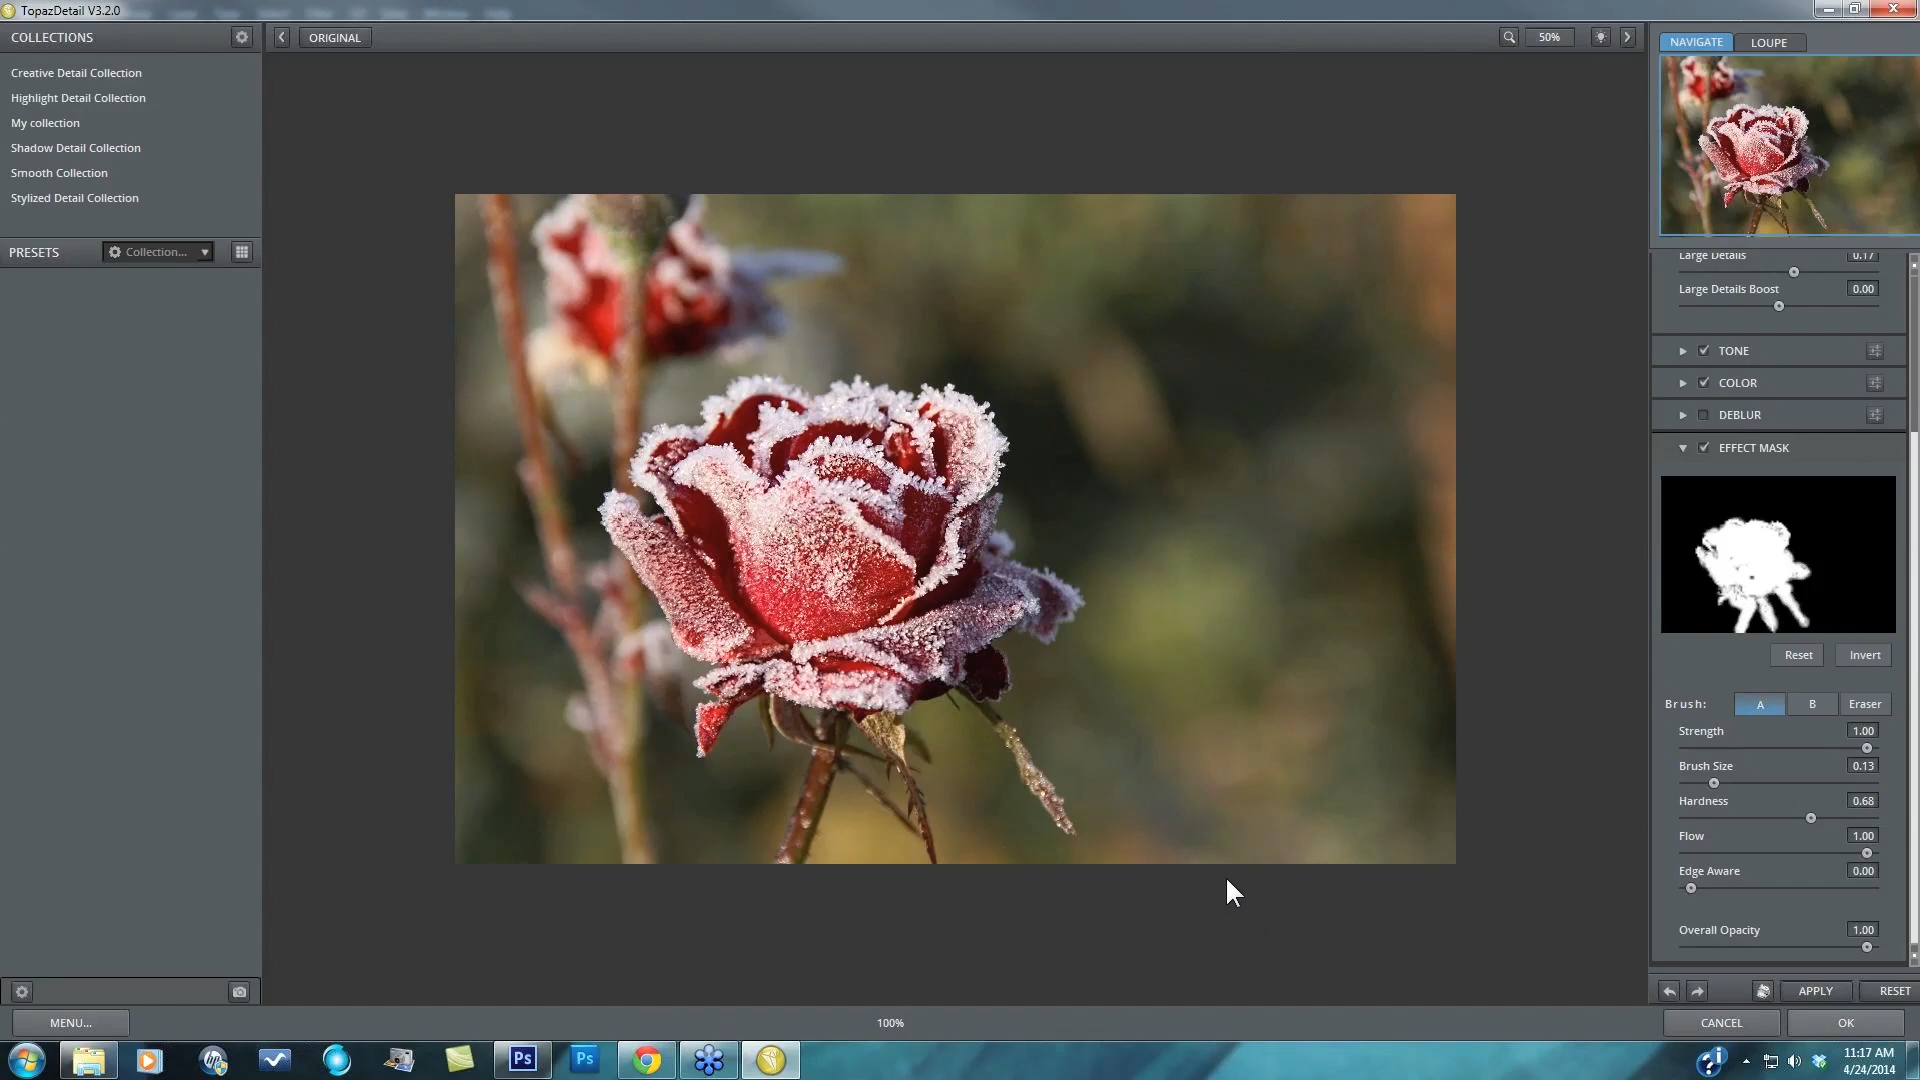 TopazDetail V3.2.0
COLLECTIONS
Creative Detail Collection
Highlight Detail Collection
My collection
Shadow Detail Collection
Smooth Collection
Stylized Detail Collection
PRESETS
Collection...
MENU...
ORIGINAL
50%
100%
NAVIGATE
LOUPE
Large Details 0.17
Large Details Boost 0.00
TONE
COLOR
DEBLUR
EFFECT MASK
Reset
Invert
Brush: A B Eraser
Strength 1.00
Brush Size 0.13
Hardness 0.68
Flow 1.00
Edge Aware 0.00
Overall Opacity 1.00
APPLY
RESET
CANCEL
OK
hp
Ps
Ps
?
11:17 AM
4/24/2014